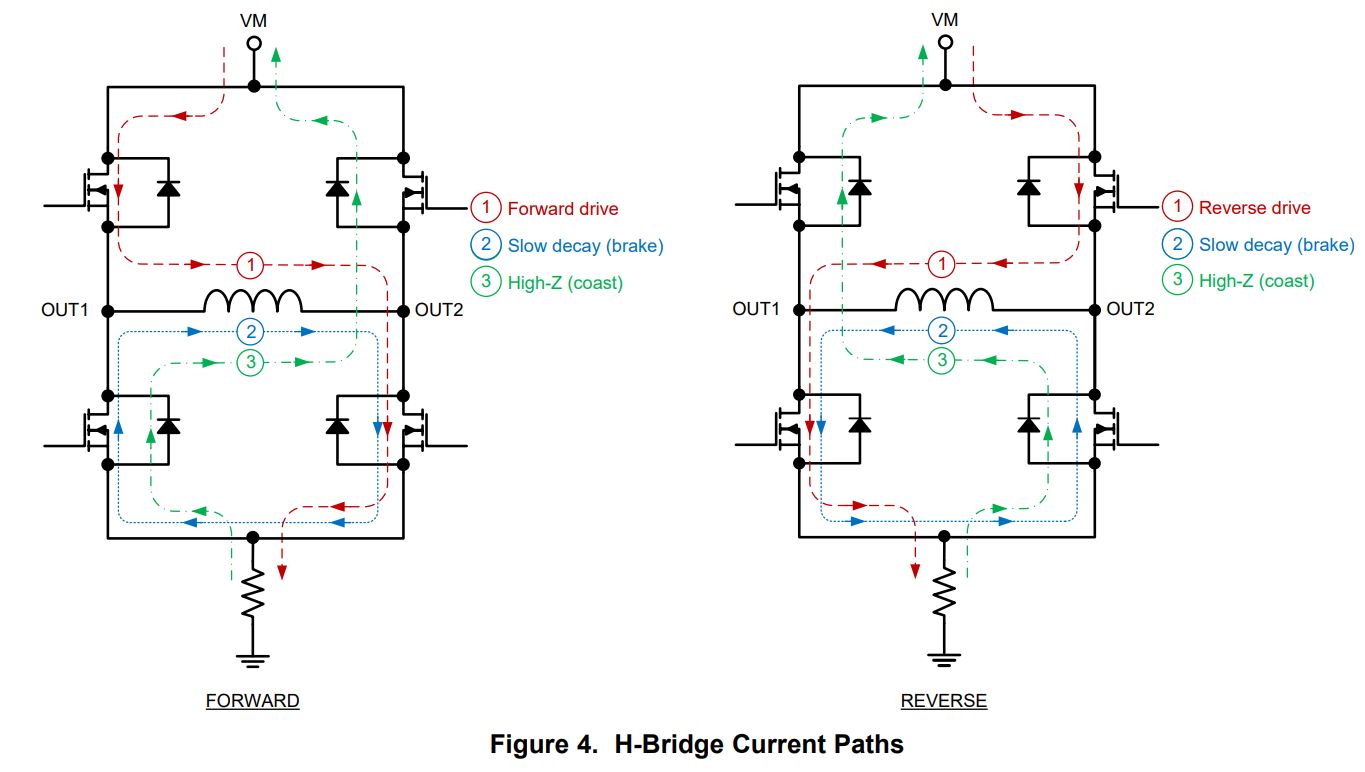 VM
1 Forward drive
2 Slow decay (brake)
3 High-Z (coast)
1
OUT1
OUT2
2
3
FORWARD
VM
1 Reverse drive
2 Slow decay (brake)
3 High-Z (coast)
1
OUT1
OUT2
2
3
REVERSE
Figure 4. H-Bridge Current Paths